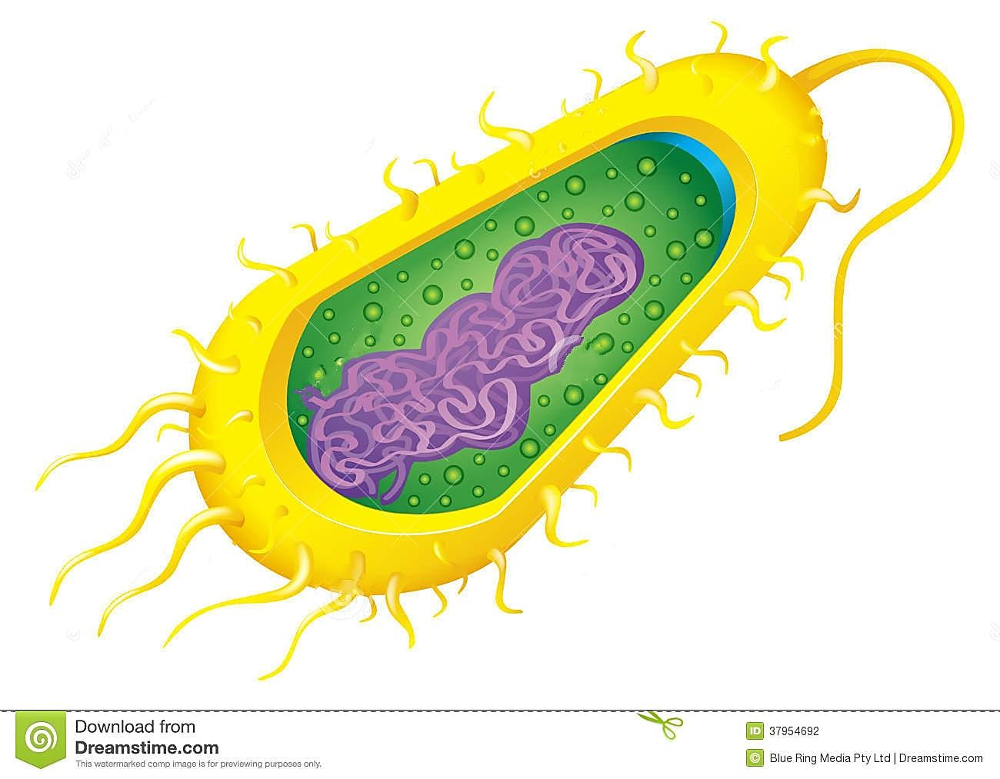 Download from
Dreamstime.com
This watermarked comp image is for previewing purposes only.
ID 37954692
© Blue Ring Media Pty Ltd | Dreamstime.com